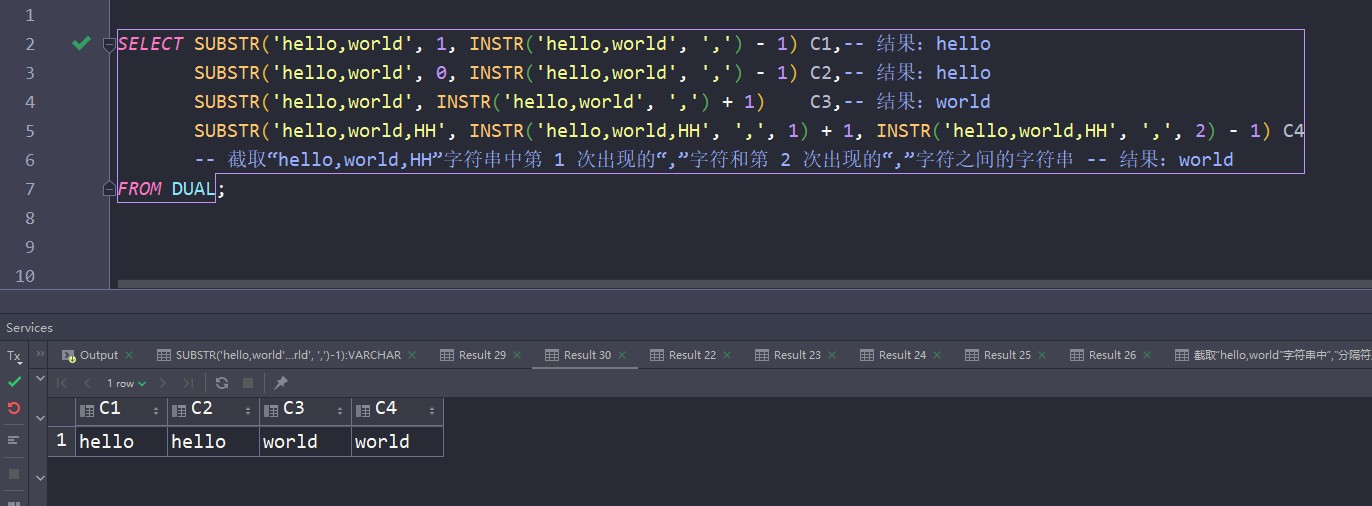 1
2 SELECT SUBSTR('hello,world', 1, INSTR('hello,world', ',') - 1) C1,-- 结果：hello
3 SUBSTR('hello,world', 0, INSTR('hello,world', ',') - 1) C2,-- 结果：hello
4 SUBSTR('hello,world', INSTR('hello,world', ',') + 1) C3,-- 结果：world
5 SUBSTR('hello,world,HH', INSTR('hello,world,HH', ',', 1) + 1, INSTR('hello,world,HH', ',', 2) - 1) C4
6 -- 截取“hello,world,HH”字符串中第 1 次出现的“,”字符和第 2 次出现的“,”字符之间的字符串 -- 结果：world
7 FROM DUAL;
8
9
10
Services
Tx Output SUBSTR('hello,world'...rld', ',')-1):VARCHAR Result 29 Result 30 Result 22 Result 23 Result 24 Result 25 Result 26 截取"hello,world"字符串中","分隔符
1 row
C1 C2 C3 C4
1 hello hello world world